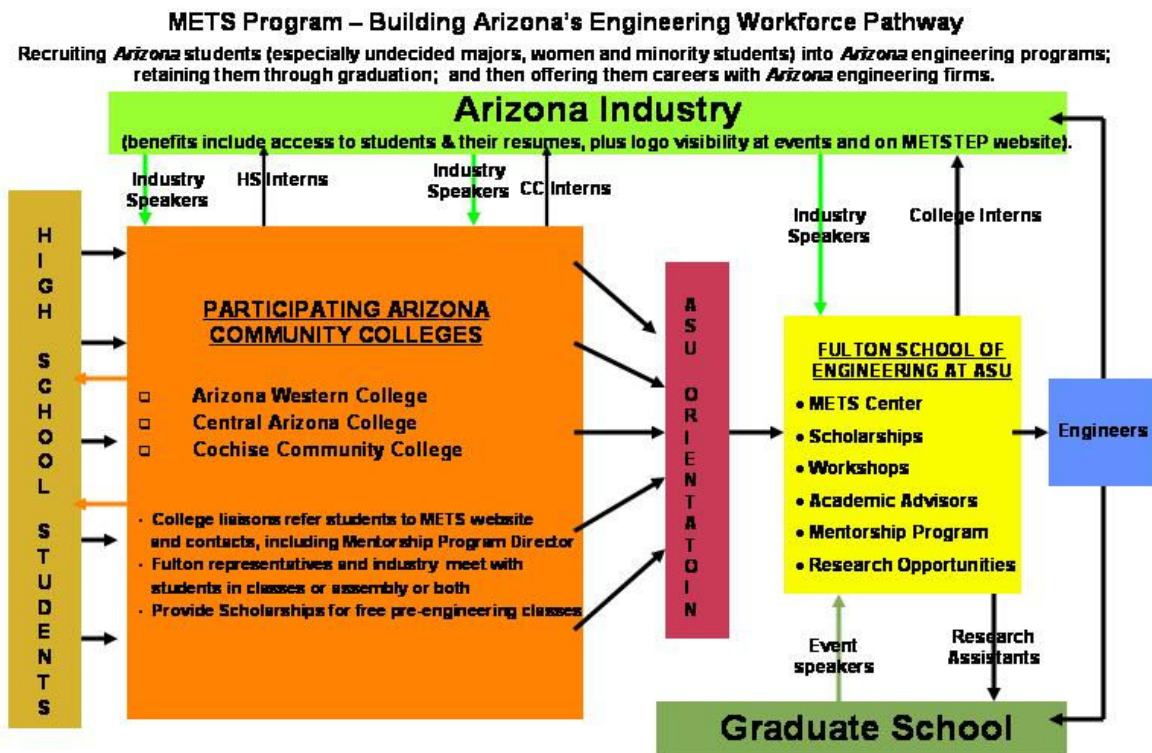 METS Program – Building Arizona's Engineering Workforce Pathway
Recruiting Arizona students (especially undecided majors, women and minority students) into Arizona engineering programs;
retaining them through graduation; and then offering them careers with Arizona engineering firms.
Arizona Industry
(benefits include access to students & their resumes, plus logo visibility at events and on METSTEP website).
Industry
Speakers
HS Interns
Industry
Speakers
CC Interns
Industry
Speakers
College Interns
HIGH SCHOOL STUDENTS
PARTICIPATING ARIZONA
COMMUNITY COLLEGES
Arizona Western College
Central Arizona College
Cochise Community College
· College liaisons refer students to METS website
and contacts, including Mentorship Program Director
· Fulton representatives and industry meet with
students in classes or assembly or both
· Provide Scholarships for free pre-engineering classes
ASU ORIENTATOIN
FULTON SCHOOL OF
ENGINEERING AT ASU
• METS Center
• Scholarships
• Workshops
• Academic Advisors
• Mentorship Program
• Research Opportunities
Engineers
Event
speakers
Research
Assistants
Graduate School